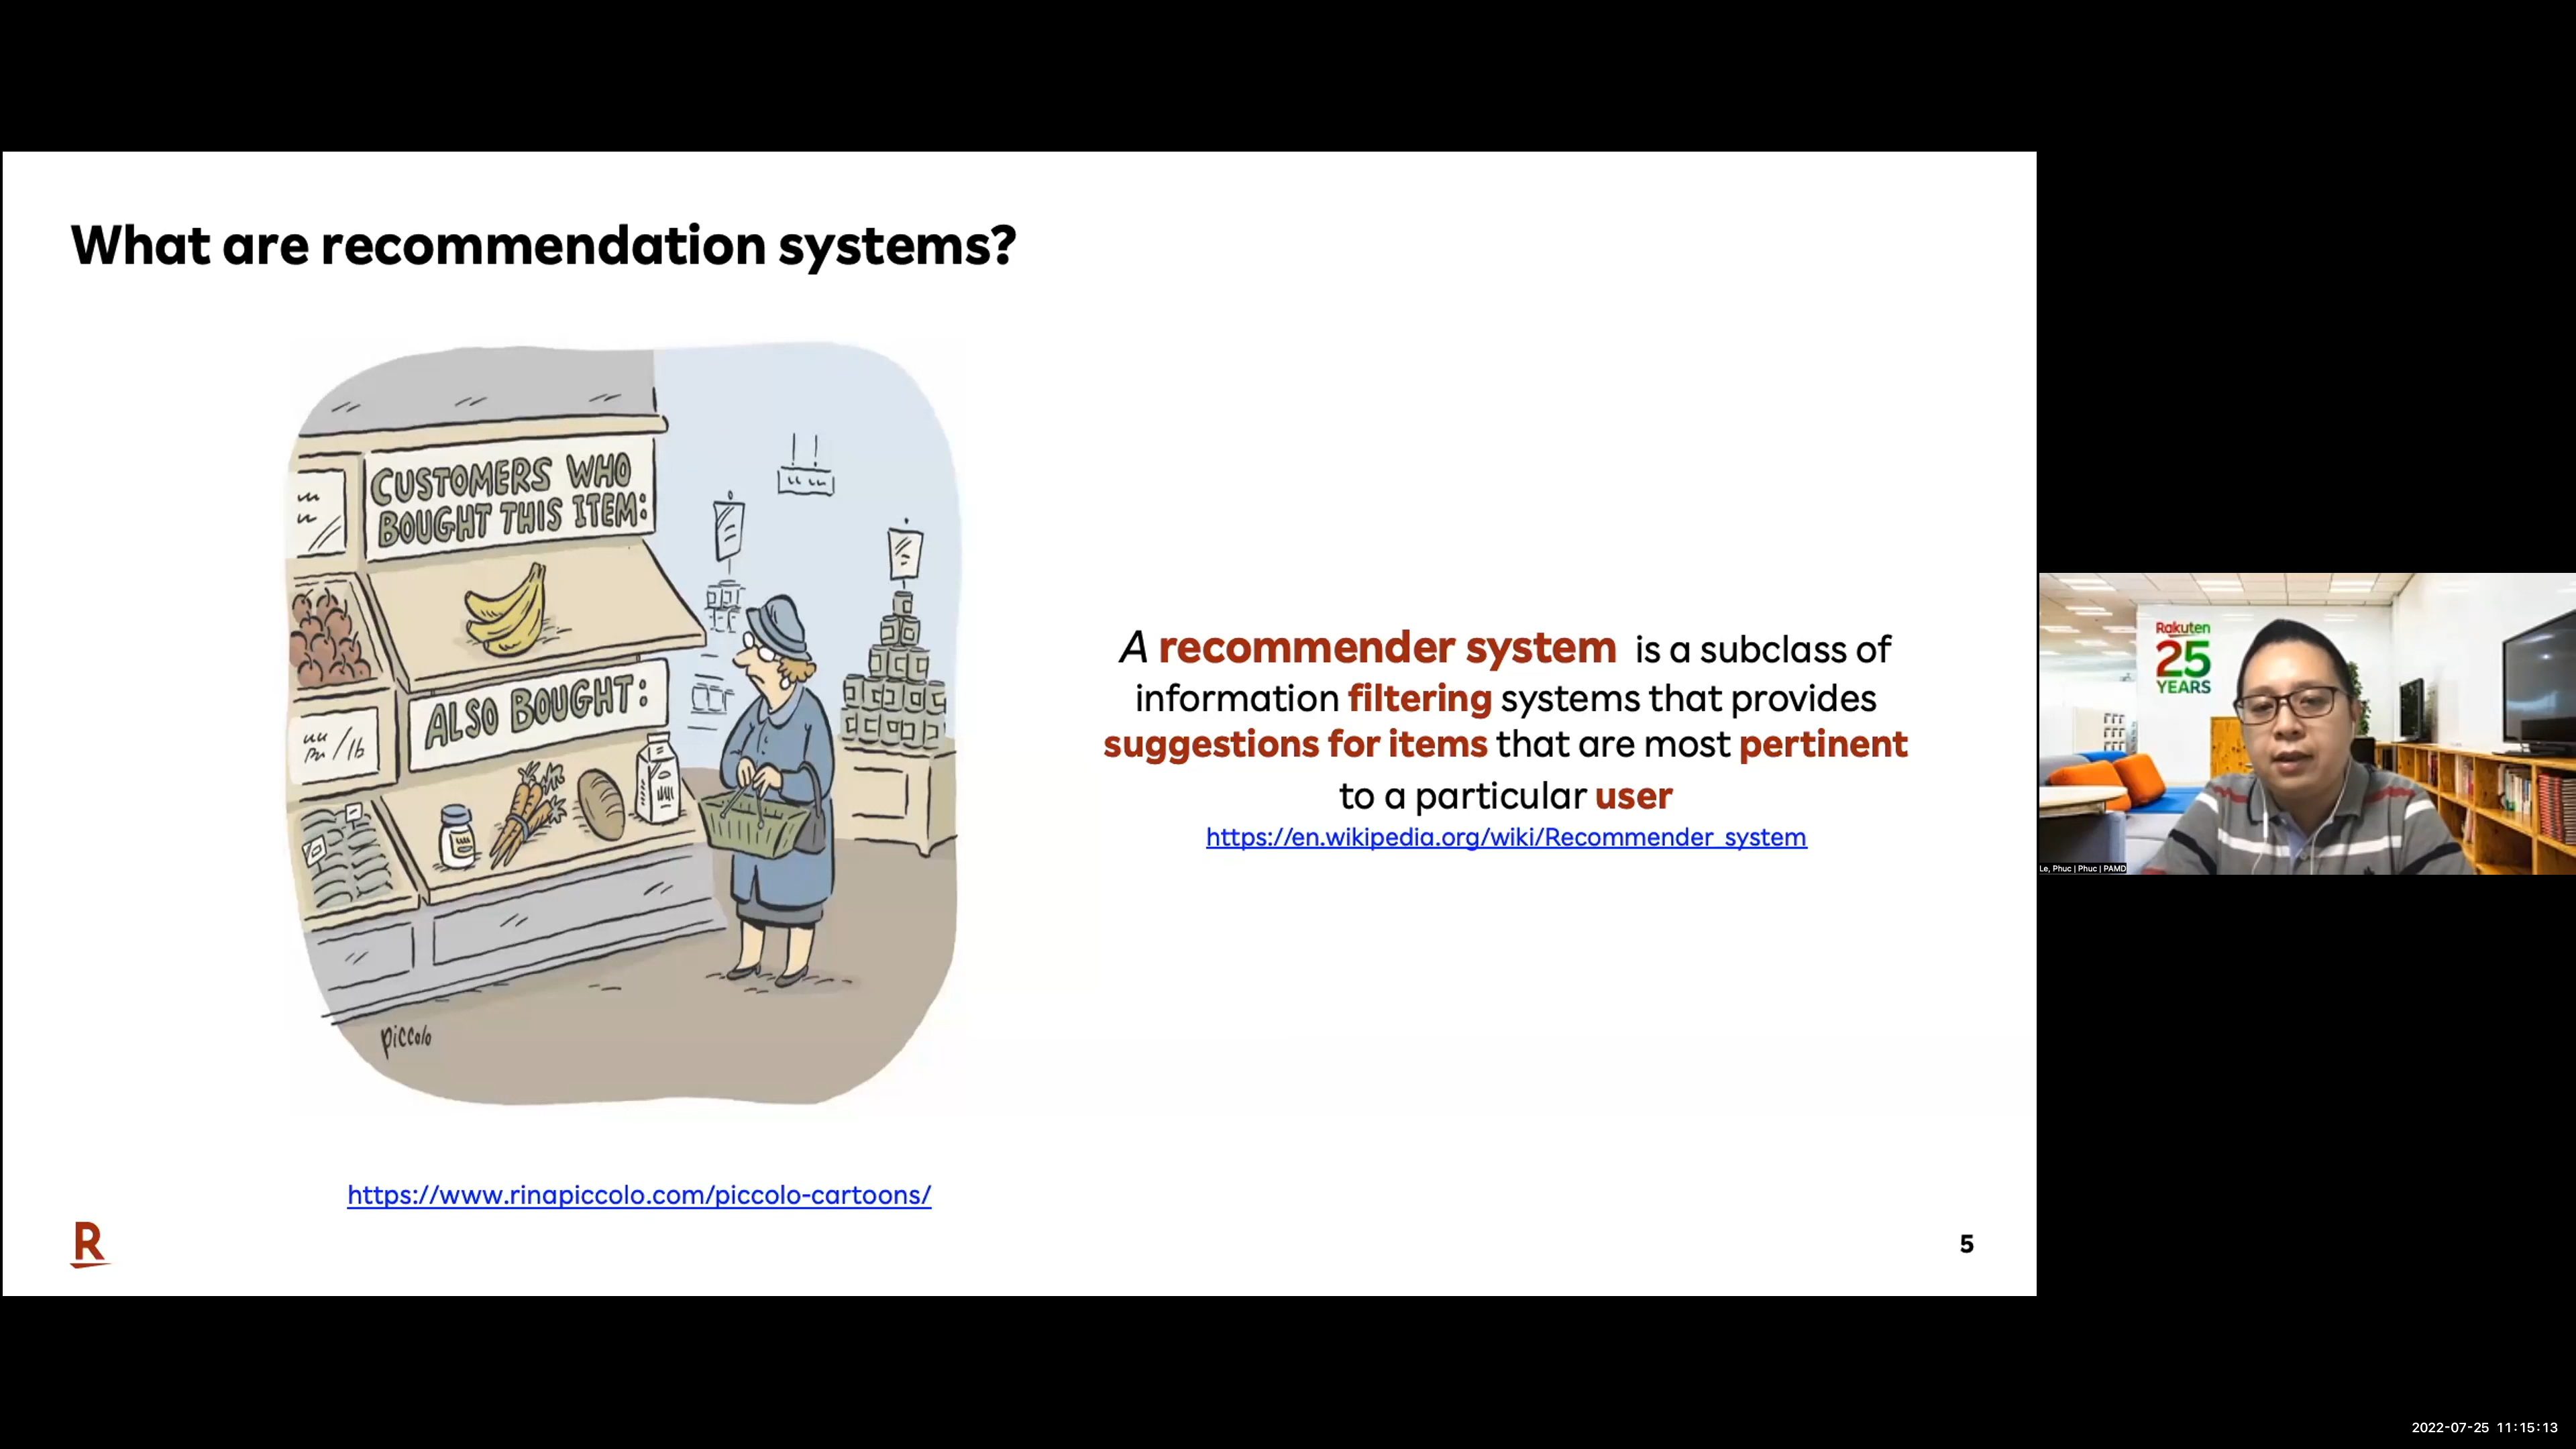 What are recommendation systems?
CUSTOMERS WHO
BOUGHT THIS ITEM:
ALSO BOUGHT:
/lb
piccolo
https://www.rinapiccolo.com/piccolo-cartoons/
A recommender system is a subclass of
information filtering systems that provides
suggestions for items that are most pertinent
to a particular user
https://en.wikipedia.org/wiki/Recommender_system
R
5
Rakuten
25
YEARS
Le, Phuc | Phuc | PAMD
2022-07-25 11:15:13